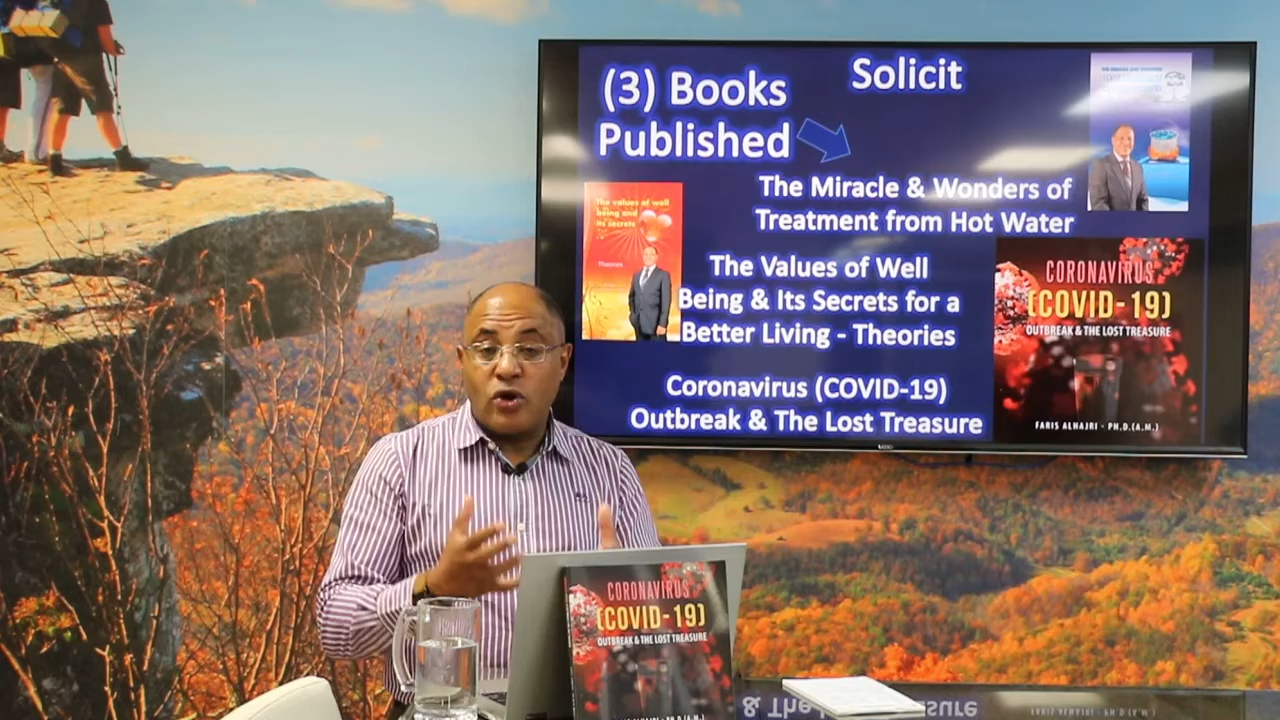 Solicit
(3) Books
Published
The Miracle & Wonders of
Treatment from Hot Water
The values of well
being and
its secrets
Theories
The Values of Well
Being & Its Secrets for a
Better Living - Theories
CORONAVIRUS
(COVID-19)
OUTBREAK & THE LOST TREASURE
FARIS ALHAJRI - PH.D.(A.M.)
Coronavirus (COVID-19)
Outbreak & The Lost Treasure
CORONAVIRUS
(COVID-19)
OUTBREAK & THE LOST TREASURE